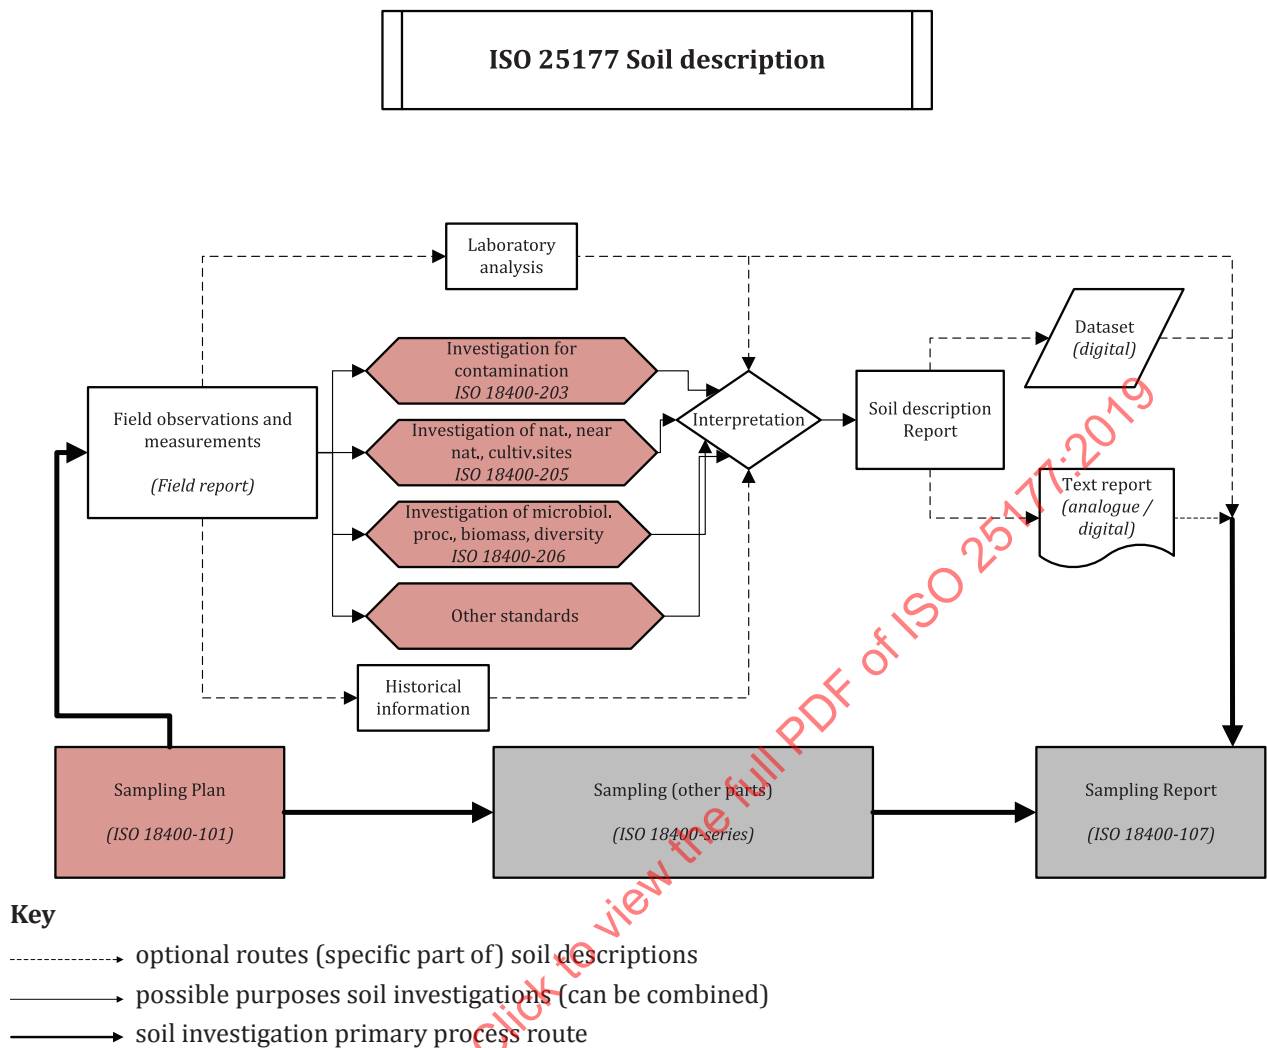 ISO 25177 Soil description
Laboratory
analysis
Investigation for
contamination
ISO 18400-203
Field observations and
measurements
(Field report)
Investigation of nat., near
nat., cultiv.sites
ISO 18400-205
Investigation of microbiol.
proc., biomass, diversity
ISO 18400-206
Other standards
Historical
information
Interpretation
Soil description
Report
Dataset
(digital)
Text report
(analogue /
digital)
Sampling Plan
(ISO 18400-101)
Sampling (other parts)
(ISO 18400-series)
Sampling Report
(ISO 18400-107)
Key
optional routes (specific part of) soil descriptions
possible purposes soil investigations (can be combined)
soil investigation primary process route
Click to view the full PDF of ISO 25177:2019